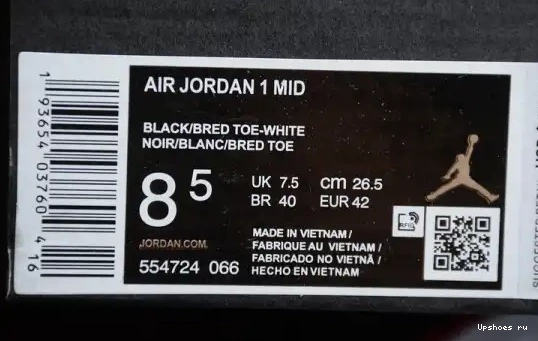 AIR JORDAN 1 MID
BLACK/BRED TOE-WHITE
NOIR/BLANC/BRED TOE
8 5
UK 7.5 cm 26.5
BR 40 EUR 42
MADE IN VIETNAM /
FABRIQUE AU VIETNAM /
FABRICADO NO VIETNÃ /
HECHO EN VIETNAM
JORDAN.COM
554724 066
RFID
1 93654 03760 416
Upshoes ru